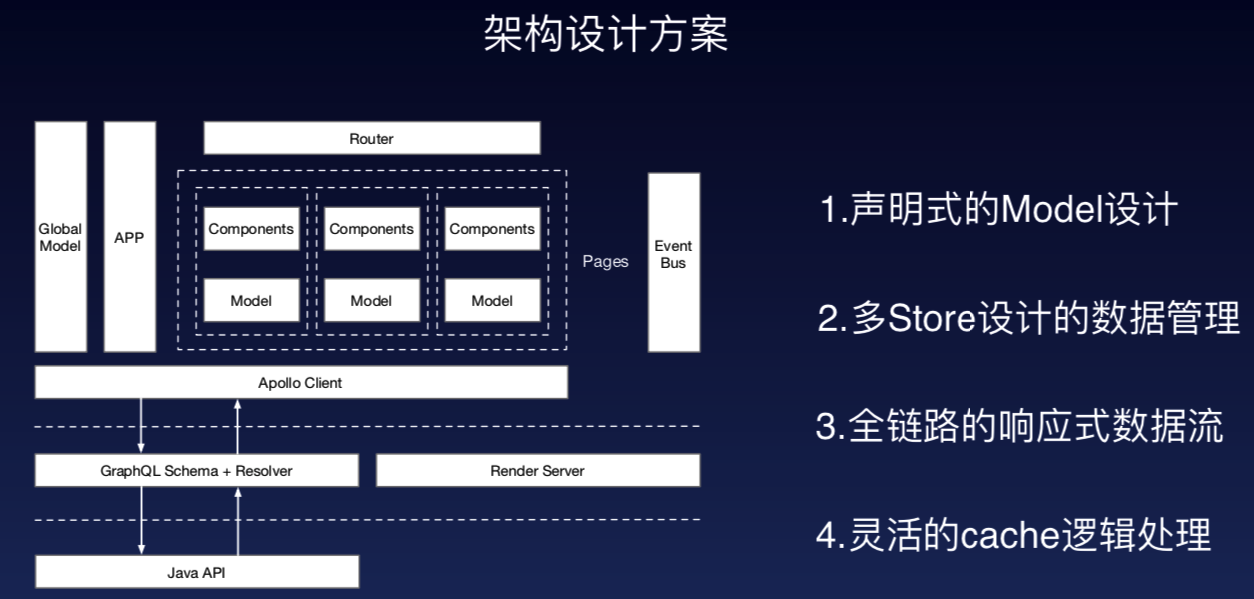 架构设计方案
Router
Global
Model
APP
Components
Components
Components
Model
Model
Model
Pages
Event
Bus
Apollo Client
GraphQL Schema + Resolver
Render Server
Java API
1.声明式的Model设计
2.多Store设计的数据管理
3.全链路的响应式数据流
4.灵活的cache逻辑处理